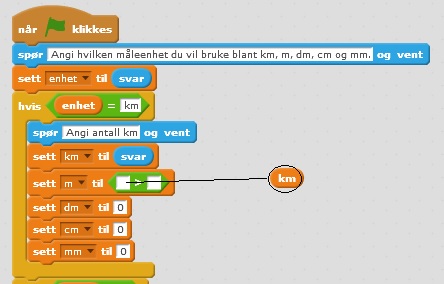 når klikkes
spør Angi hvilken måleenhet du vil bruke blant km, m, dm, cm og mm. og vent
sett enhet til svar
hvis enhet = km
spør Angi antall km og vent
sett km til svar
sett m til > km
sett dm til 0
sett cm til 0
sett mm til 0